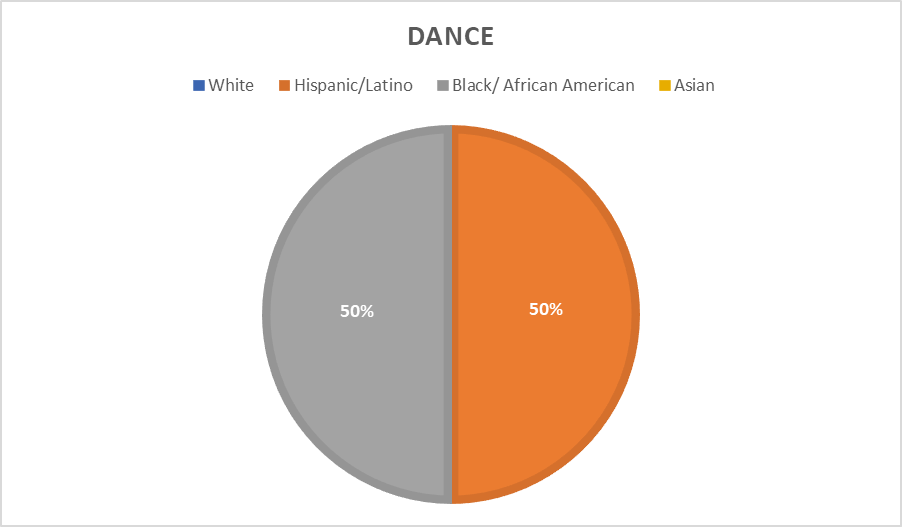 DANCE
White Hispanic/Latino Black/ African American Asian
50% 50%